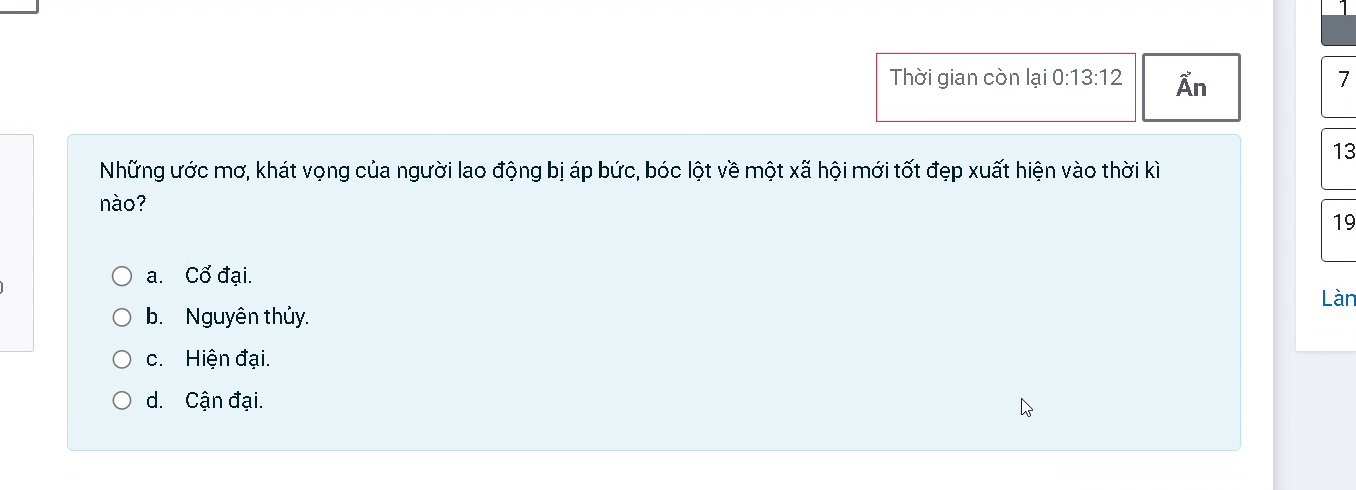 1
Thời gian còn lại 0:13:12
Ẩn
7
Những ước mơ, khát vọng của người lao động bị áp bức, bóc lột về một xã hội mới tốt đẹp xuất hiện vào thời kì
nào?
13
19
a. Cổ đại.
b. Nguyên thủy.
c. Hiện đại.
d. Cận đại.